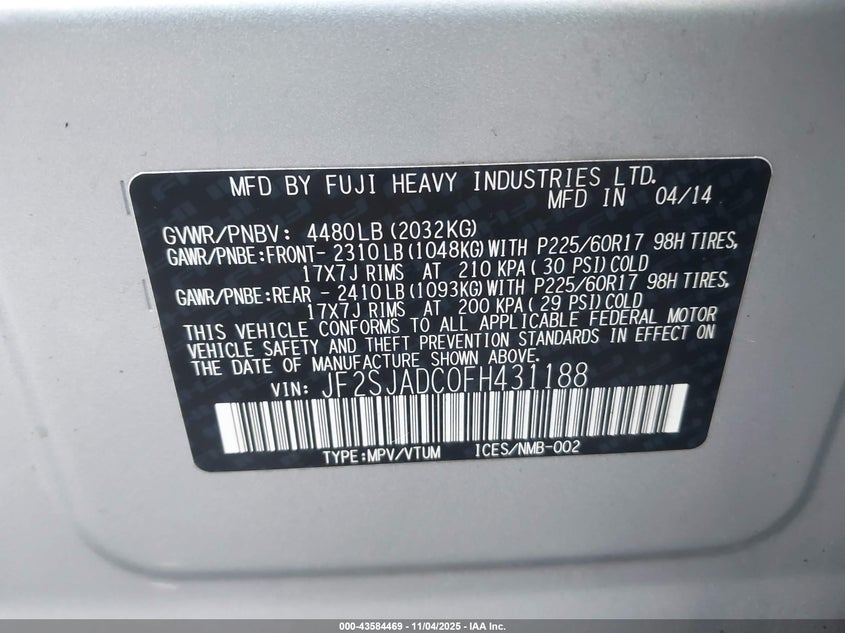 MFD BY FUJI HEAVY INDUSTRIES LTD.
MFD IN 04/14
GVWR/PNBV: 4480LB(2032KG)
GAWR/PNBE:FRONT- 2310LB(1048KG)WITH P225/60R17 98H TIRES,
17X7J RIMS AT 210 KPA( 30 PSI)COLD
GAWR/PNBE:REAR - 2410LB(1093KG)WITH P225/60R17 98H TIRES,
17X7J RIMS AT 200 KPA( 29 PSI)COLD
THIS VEHICLE CONFORMS TO ALL APPLICABLE FEDERAL MOTOR
VEHICLE SAFETY AND THEFT PREVENTION STANDARDS IN EFFECT ON
THE DATE OF MANUFACTURE SHOWN ABOVE.
VIN: JF2SJADC0FH431188
TYPE:MPV/VTUM ICES/NMB-002
000-43584469 - 11/04/2025 - IAA Inc.